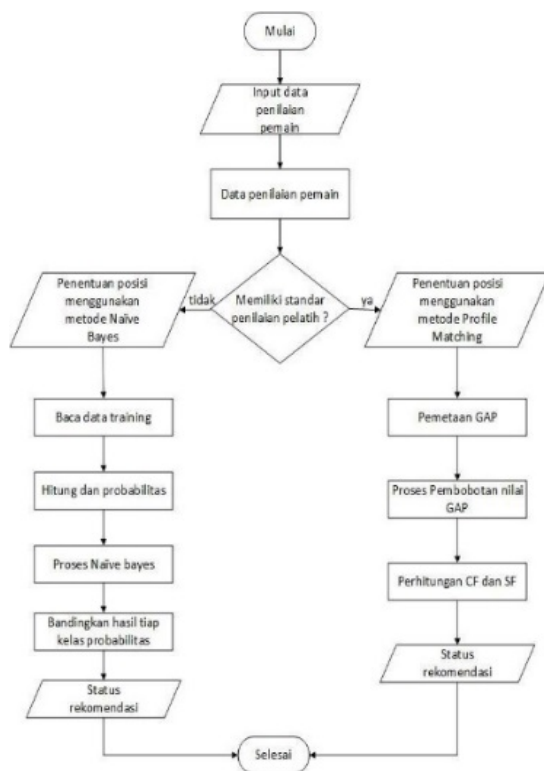 Mulai
Input data
penilaian
pemain
Data penilaian pemain
Memiliki standar
penilaian pelatih ?
tidak
ya
Penentuan posisi
menggunakan
metode Naïve
Bayes
Baca data training
Hitung dan probabilitas
Proses Naïve bayes
Bandingkan hasil tiap
kelas probabilitas
Status
rekomendasi
Penentuan posisi
menggunakan
metode Profile
Matching
Pemetaan GAP
Proses Pembobotan nilai
GAP
Perhitungan CF dan SF
Status
rekomendasi
Selesai